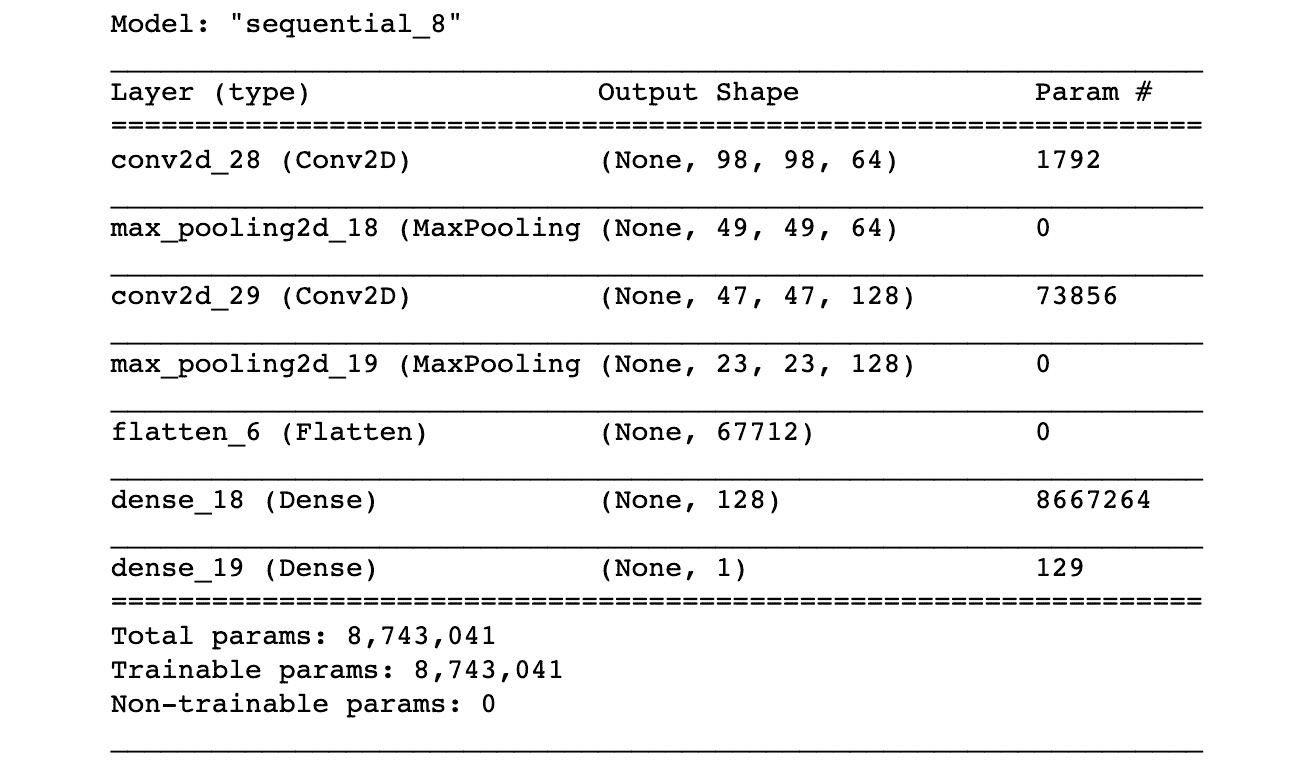 Model: "sequential_8"
Layer (type) Output Shape Param #
conv2d_28 (Conv2D) (None, 98, 98, 64) 1792
max_pooling2d_18 (MaxPooling (None, 49, 49, 64) 0
conv2d_29 (Conv2D) (None, 47, 47, 128) 73856
max_pooling2d_19 (MaxPooling (None, 23, 23, 128) 0
flatten_6 (Flatten) (None, 67712) 0
dense_18 (Dense) (None, 128) 8667264
dense_19 (Dense) (None, 1) 129
Total params: 8,743,041
Trainable params: 8,743,041
Non-trainable params: 0